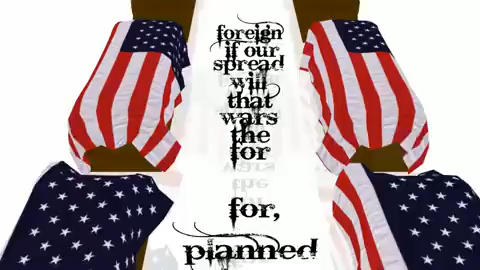 foreign
if our
spread
will
that
wars
the
for
for,
planned